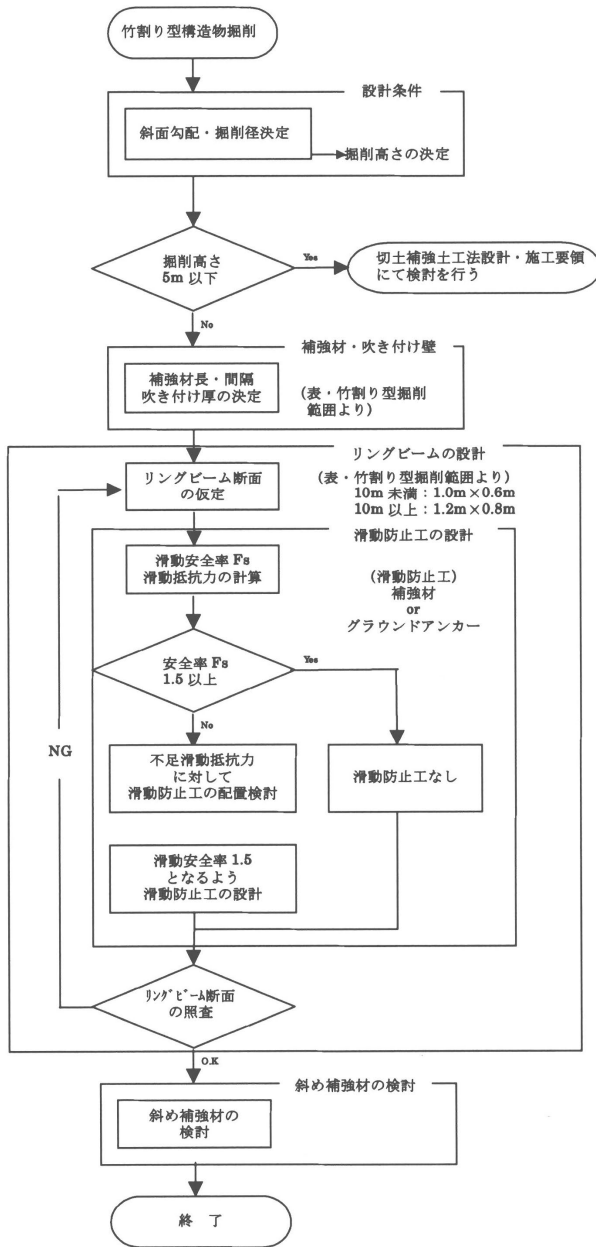 竹割り型構造物掘削
設計条件
斜面勾配・掘削径決定
掘削高さの決定
掘削高さ
5m 以下
Yes
切土補強土工法設計・施工要領
にて検討を行う
No
補強材・吹き付け壁
補強材長・間隔
吹き付け厚の決定
(表・竹割り型掘削
範囲より)
リングビームの設計
リングビーム断面
の仮定
(表・竹割り型掘削範囲より)
10m 未満：1.0m×0.6m
10m 以上：1.2m×0.8m
滑動防止工の設計
滑動安全率 Fs
滑動抵抗力の計算
(滑動防止工)
補強材
or
グラウンドアンカー
安全率 Fs
1.5 以上
Yes
No
NG
不足滑動抵抗力
に対して
滑動防止工の配置検討
滑動防止工なし
滑動安全率 1.5
となるよう
滑動防止工の設計
ﾘﾝｸﾞﾋﾞｰﾑ断面
の照査
O.K
斜め補強材の検討
斜め補強材の
検討
終 了